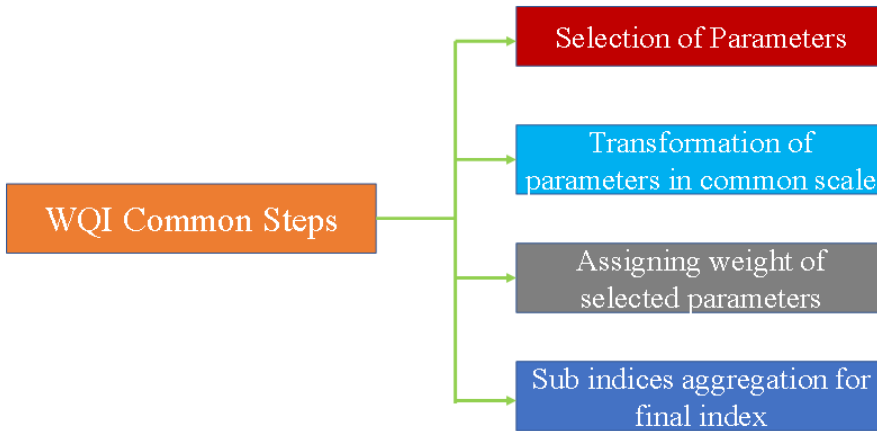 WQI Common Steps
Selection of Parameters
Transformation of
parameters in common scale
Assigning weight of
selected parameters
Sub indices aggregation for
final index